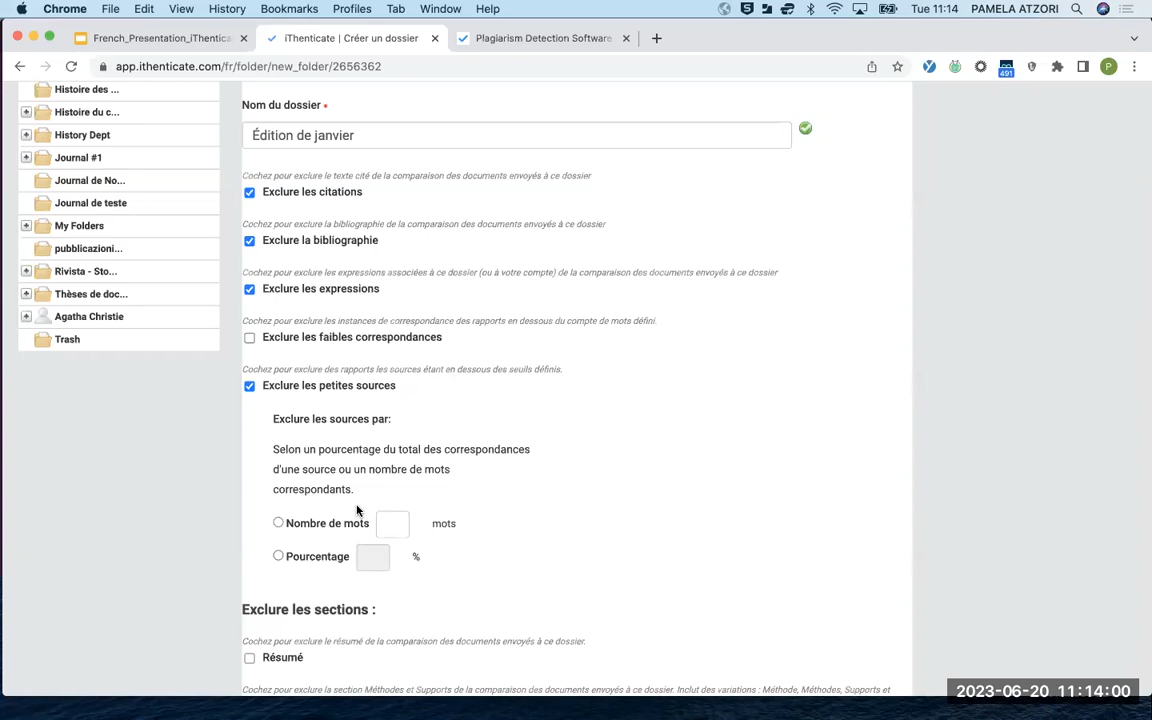 Chrome File Edit View History Bookmarks Profiles Tab Window Help Tue 11:14 PAMELA ATZORI
French_Presentation_iThentica iThenticate | Créer un dossier Plagiarism Detection Software
app.ithenticate.com/fr/folder/new_folder/2656362
491
P
Histoire des ...
Histoire du c...
History Dept
Journal #1
Journal de No...
Journal de teste
My Folders
pubblicazioni...
Rivista - Sto...
Thèses de doc...
Agatha Christie
Trash
Nom du dossier
Édition de janvier
Cochez pour exclure le texte cité de la comparaison des documents envoyés à ce dossier
Exclure les citations
Cochez pour exclure la bibliographie de la comparaison des documents envoyés à ce dossier
Exclure la bibliographie
Cochez pour exclure les expressions associées à ce dossier (ou à votre compte) de la comparaison des documents envoyés à ce dossier
Exclure les expressions
Cochez pour exclure les instances de correspondance des rapports en dessous du compte de mots défini.
Exclure les faibles correspondances
Cochez pour exclure des rapports les sources étant en dessous des seuils définis.
Exclure les petites sources
Exclure les sources par:
Selon un pourcentage du total des correspondances
d'une source ou un nombre de mots
correspondants.
Nombre de mots mots
Pourcentage %
Exclure les sections :
Cochez pour exclure le résumé de la comparaison des documents envoyés à ce dossier.
Résumé
Cochez pour exclure la section Méthodes et Supports de la comparaison des documents envoyés à ce dossier. Inclut des variations : Méthode, Méthodes, Supports et
2023-06-20 11:14:00